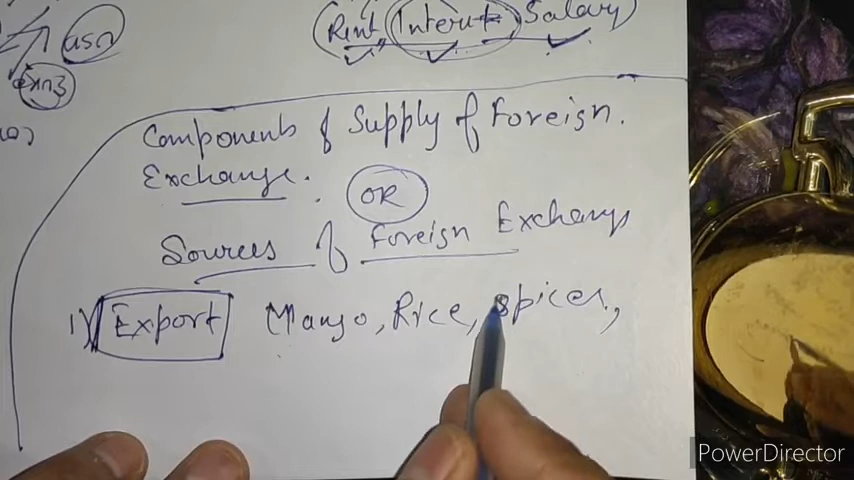 Rent, Interest Salary
Components of Supply of Foreign.
Exchange. OR
Sources of Foreign Exchange
1) Export Mango, Rice, Spices,
PowerDirector